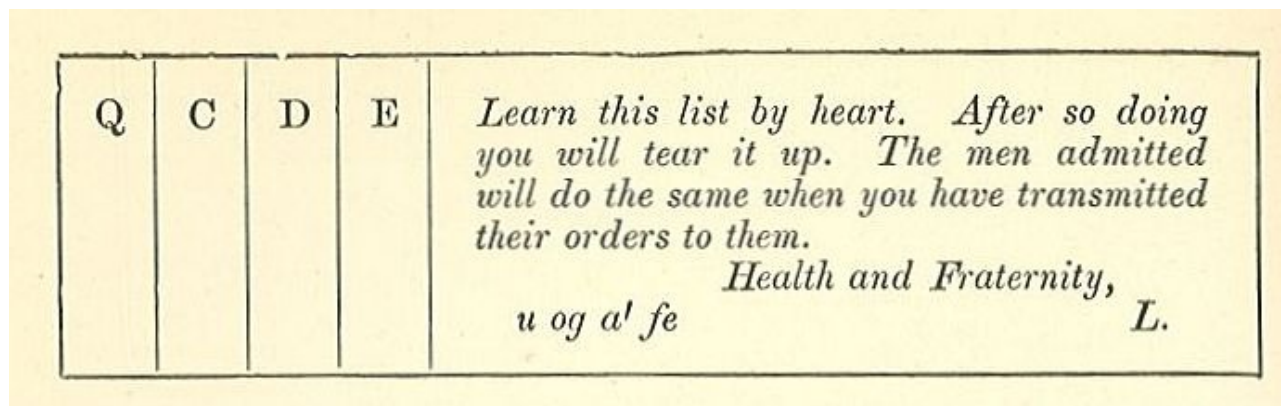 Q C D E
Learn this list by heart. After so doing
you will tear it up. The men admitted
will do the same when you have transmitted
their orders to them.
Health and Fraternity,
u og a' fe L.